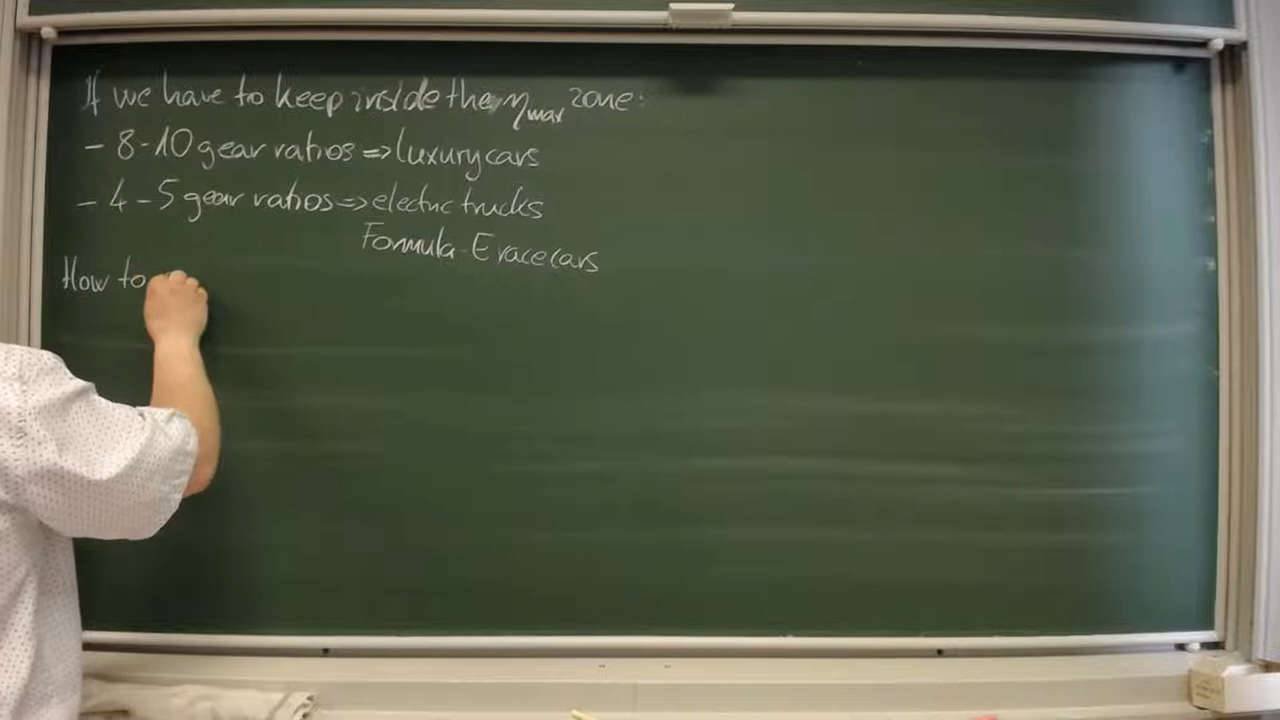 If we have to keep inside the ηmax zone:
- 8-10 gear ratios => luxury cars
- 4-5 gear ratios => electric trucks
Formula-E race cars
How to